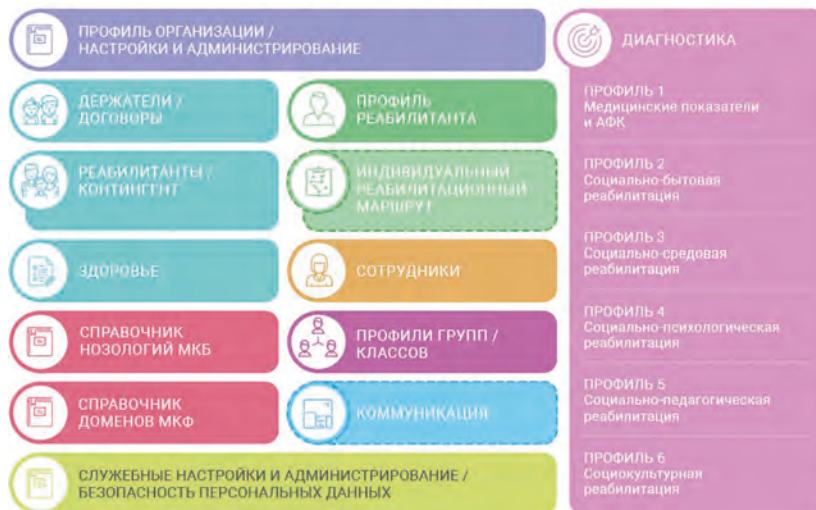 ПРОФИЛЬ ОРГАНИЗАЦИИ /
НАСТРОЙКИ И АДМИНИСТРИРОВАНИЕ
ДЕРЖАТЕЛИ /
ДОГОВОРЫ
ПРОФИЛЬ
РЕАБИЛИТАНТА
РЕАБИЛИТАНТЫ /
КОНТИНГГНТ
ИНДИВИДУАЛЬНЫЙ
РЕАБИЛИТАЦИОННЫЙ
МАРШРУТ
ЗДОРОВЬЕ
СОТРУДНИКИ
СПРАВОЧНИК
НОЗОЛОГИЙ МКБ
ПРОФИЛИ ГРУПП /
КЛАССОВ
СПРАВОЧНИК
ДОМЕНОВ МКФ
КОММУНИКАЦИЯ
СЛУЖЕБНЫЕ НАСТРОЙКИ И АДМИНИСТРИРОВАНИЕ /
БЕЗОПАСНОСТЬ ПЕРСОНАЛЬНЫХ ДАННЫХ
ДИАГНОСТИКА
ПРОФИЛЬ 1
Медицинские показатели
и АФК
ПРОФИЛЬ 2
Социально-бытовая
реабилитация
ПРОФИЛЬ 3
Социально-средовая
реабилитация
ПРОФИЛЬ 4
Социально-психологическая
реабилитация
ПРОФИЛЬ 5
Социально-педагогическая
реабилитация
ПРОФИЛЬ 6
Социокультурная
реабилитация